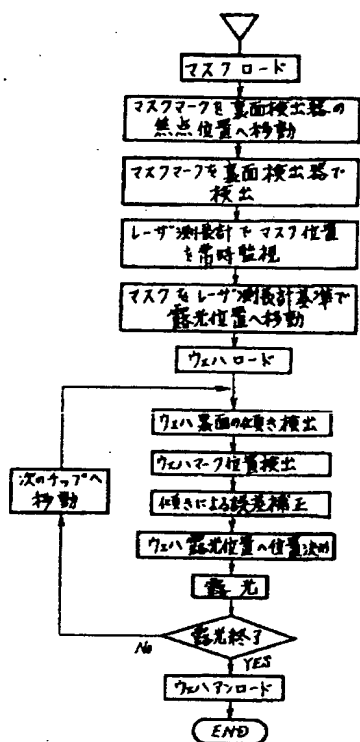 マスクロード
マスクマークを裏面検出器の
焦点位置へ移動
マスクマークを裏面検出器で
検出
レーザ測長計でマスク位置
を常時監視
マスクをレーザ測長計基準で
露光位置へ移動
ウェハロード
ウェハ裏面の傾き検出
ウェハマーク位置検出
傾きによる誤差補正
ウェハ露光位置へ位置決め
露光
露光終了
No
YES
次のチップへ
移動
ウェハアンロード
END